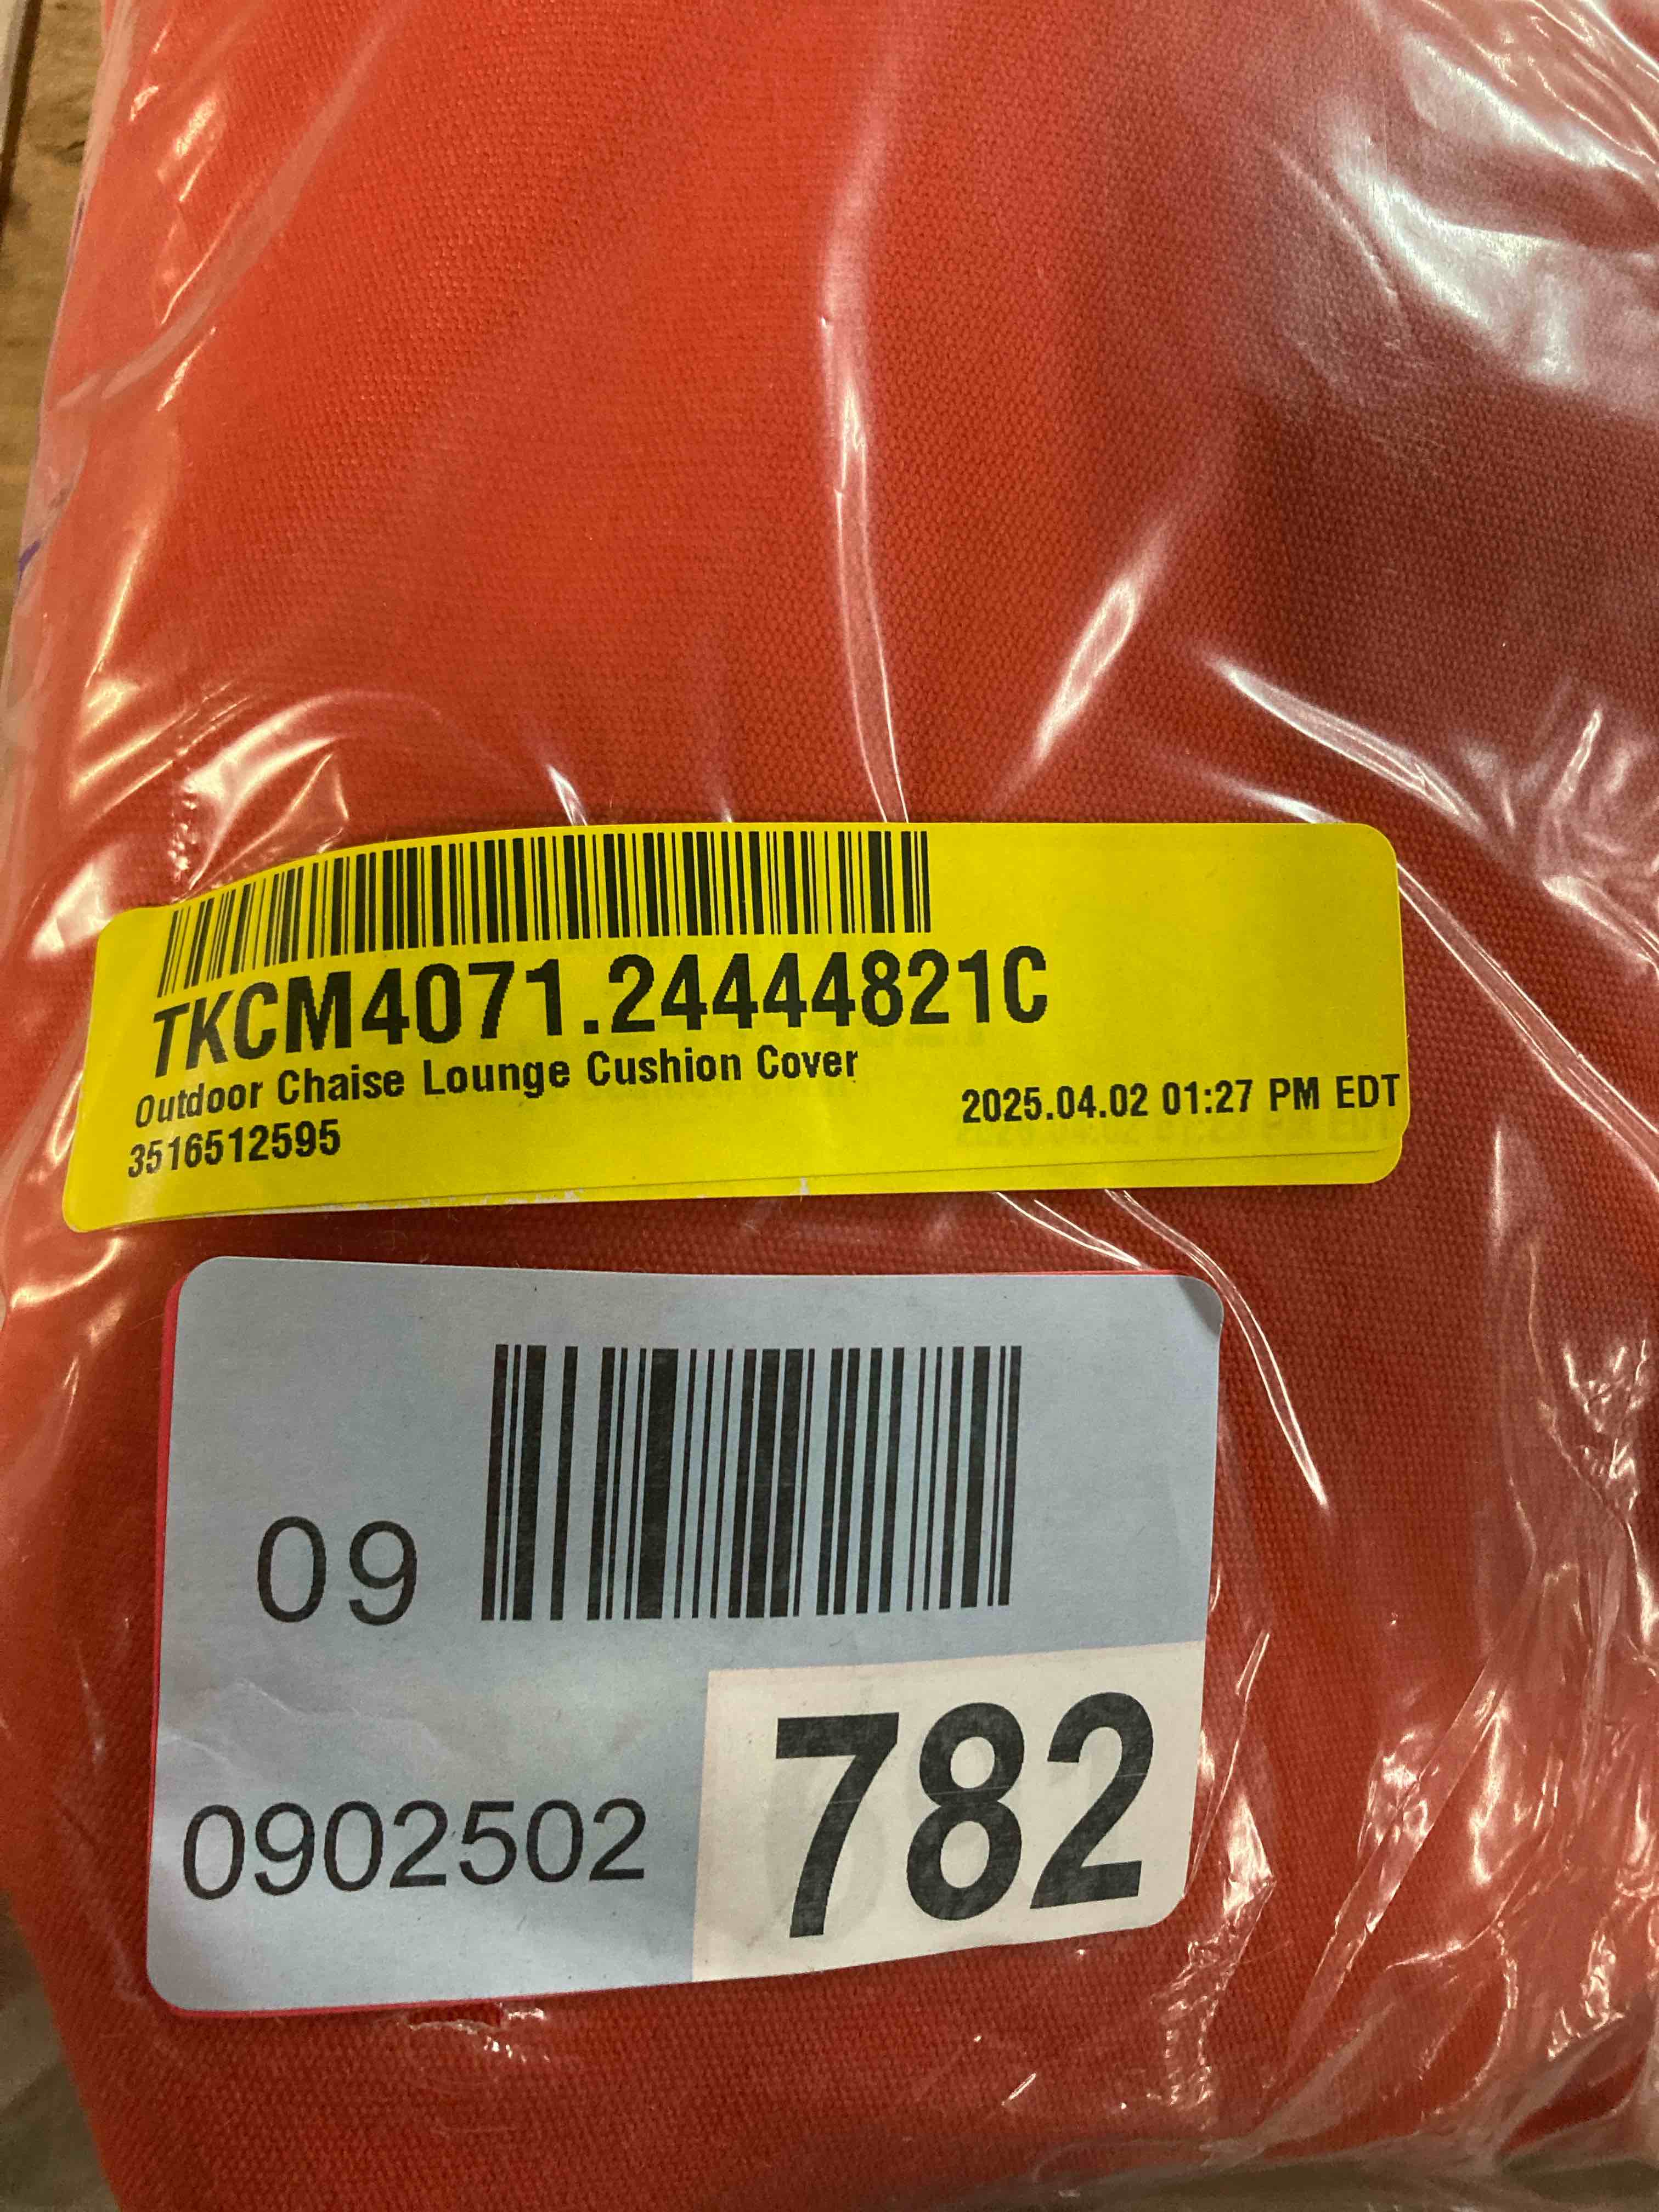 TKCM4071.24444821C
Outdoor Chaise Lounge Cushion Cover
2025.04.02 01:27 PM EDT
3516512595
09
0902502
782